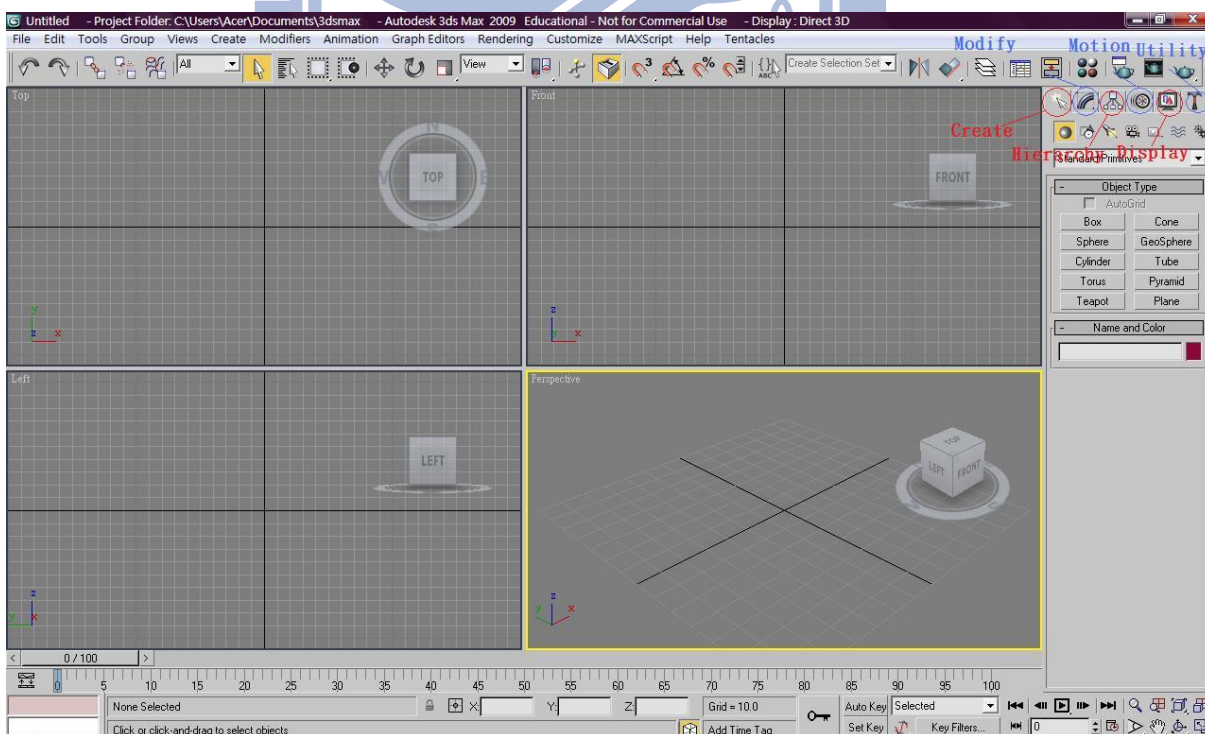 Untitled - Project Folder: C:\Users\Acer\Documents\3dsmax - Autodesk 3ds Max 2009 Educational - Not for Commercial Use - Display : Direct 3D
File Edit Tools Group Views Create Modifiers Animation Graph Editors Rendering Customize MAXScript Help Tentacles
Modify Motion Utility
All View Create Selection Set
Top Front
Create
Hierarchy Display
Standard Primitives
N
TOP
E
S
FRONT
- Object Type
AutoGrid
Box Cone
Sphere GeoSphere
Cylinder Tube
Torus Pyramid
Teapot Plane
- Name and Color
y
z x
z
y x
Left Perspective
LEFT
TOP
LEFT FRONT
S
z
y x
z
y x
< 0 / 100 >
0 5 10 15 20 25 30 35 40 45 50 55 60 65 70 75 80 85 90 95 100
None Selected X: Y: Z: Grid = 10.0 Auto Key Selected
Click or click-and-drag to select objects Add Time Tag Set Key Key Filters... 0